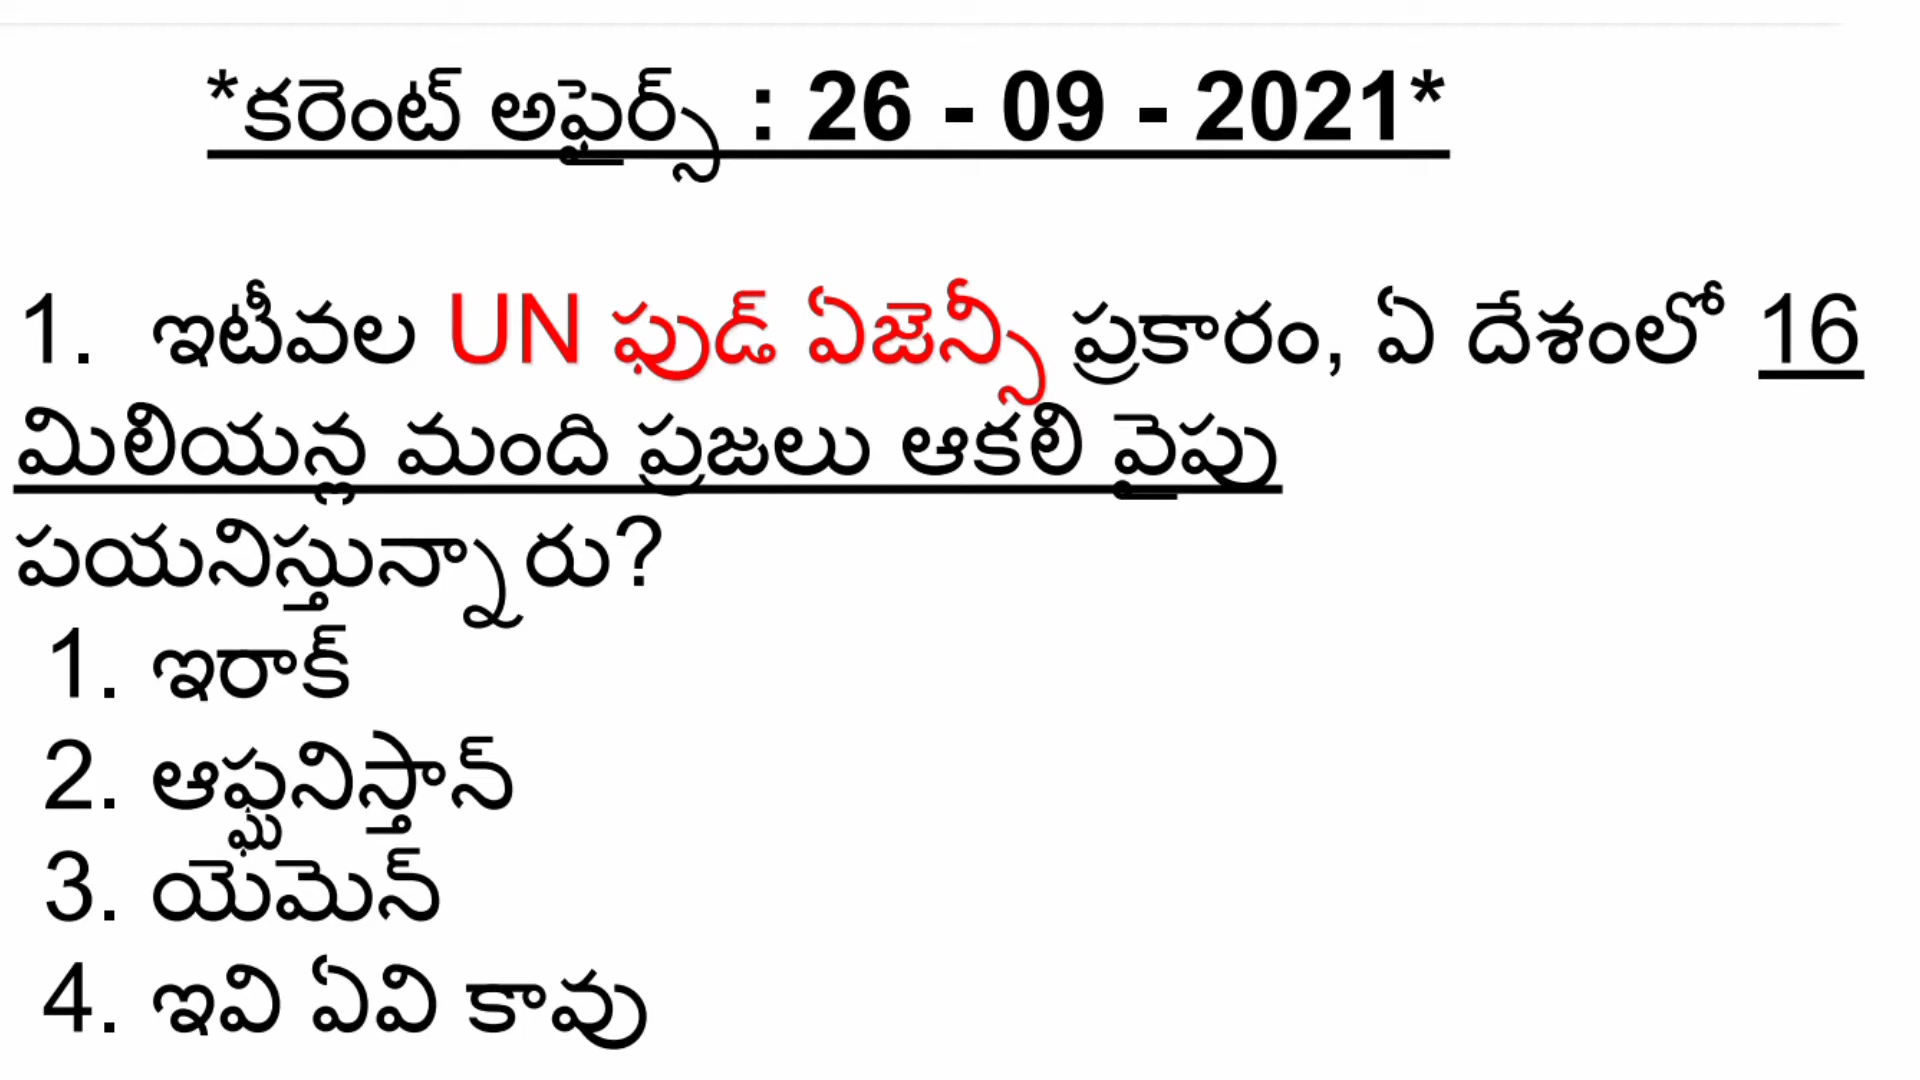 *కరెంట్ అఫైర్స్ : 26 - 09 - 2021*
1. ఇటీవల UN ఫుడ్ ఏజెన్సీ ప్రకారం, ఏ దేశంలో 16
మిలియన్ల మంది ప్రజలు ఆకలి వైపు
పయనిస్తున్నారు?
1. ఇరాక్
2. ఆఫ్ఘనిస్తాన్
3. యెమెన్
4. ఇవి ఏవి కావు